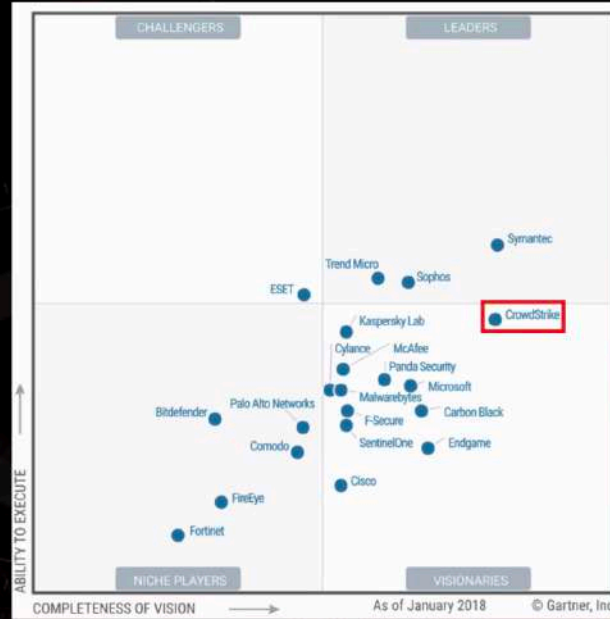 CHALLENGERS
LEADERS
Symantec
Trend Micro
Sophos
ESET
CrowdStrike
Kaspersky Lab
Cylance
McAfee
Panda Security
Microsoft
Malwarebytes
Bitdefender
Palo Alto Networks
F-Secure
Carbon Black
Comodo
SentinelOne
Endgame
Cisco
FireEye
Fortinet
ABILITY TO EXECUTE
NICHE PLAYERS
VISIONARIES
COMPLETENESS OF VISION
As of January 2018
© Gartner, Inc